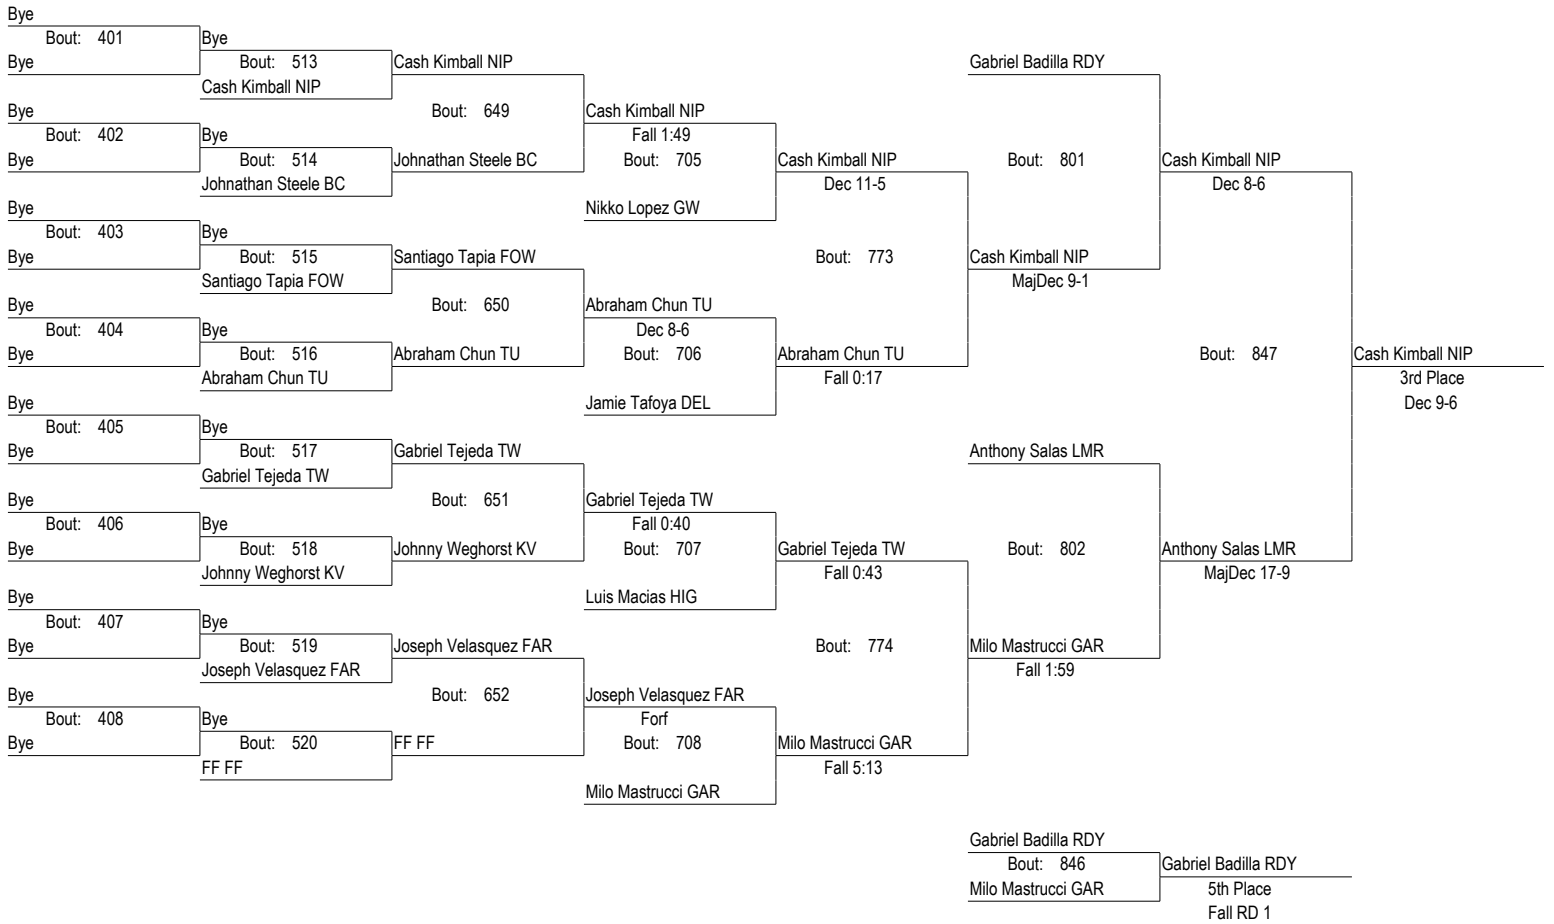 Bye
Bout: 401 Bye
Bye Bout: 513 Cash Kimball NIP Gabriel Badilla RDY
Cash Kimball NIP
Bye Bout: 649 Cash Kimball NIP
Bout: 402 Bye Fall 1:49
Bye Bout: 514 Johnathan Steele BC Bout: 705 Cash Kimball NIP Bout: 801 Cash Kimball NIP
Johnathan Steele BC Dec 11-5 Dec 8-6
Bye Nikko Lopez GW
Bout: 403 Bye
Bye Bout: 515 Santiago Tapia FOW Bout: 773 Cash Kimball NIP
Santiago Tapia FOW MajDec 9-1
Bye Bout: 650 Abraham Chun TU
Bout: 404 Bye Dec 8-6
Bye Bout: 516 Abraham Chun TU Bout: 706 Abraham Chun TU Bout: 847 Cash Kimball NIP
Abraham Chun TU Fall 0:17 3rd Place
Bye Jamie Tafoya DEL Dec 9-6
Bout: 405 Bye
Bye Bout: 517 Gabriel Tejeda TW Anthony Salas LMR
Gabriel Tejeda TW
Bye Bout: 651 Gabriel Tejeda TW
Bout: 406 Bye Fall 0:40
Bye Bout: 518 Johnny Weghorst KV Bout: 707 Gabriel Tejeda TW Bout: 802 Anthony Salas LMR
Johnny Weghorst KV Fall 0:43 MajDec 17-9
Bye Luis Macias HIG
Bout: 407 Bye
Bye Bout: 519 Joseph Velasquez FAR Bout: 774 Milo Mastrucci GAR
Joseph Velasquez FAR Fall 1:59
Bye Bout: 652 Joseph Velasquez FAR
Bout: 408 Bye Forf
Bye Bout: 520 FF FF Bout: 708 Milo Mastrucci GAR
FF FF Fall 5:13
Milo Mastrucci GAR
Gabriel Badilla RDY
Bout: 846 Gabriel Badilla RDY
Milo Mastrucci GAR 5th Place
Fall RD 1